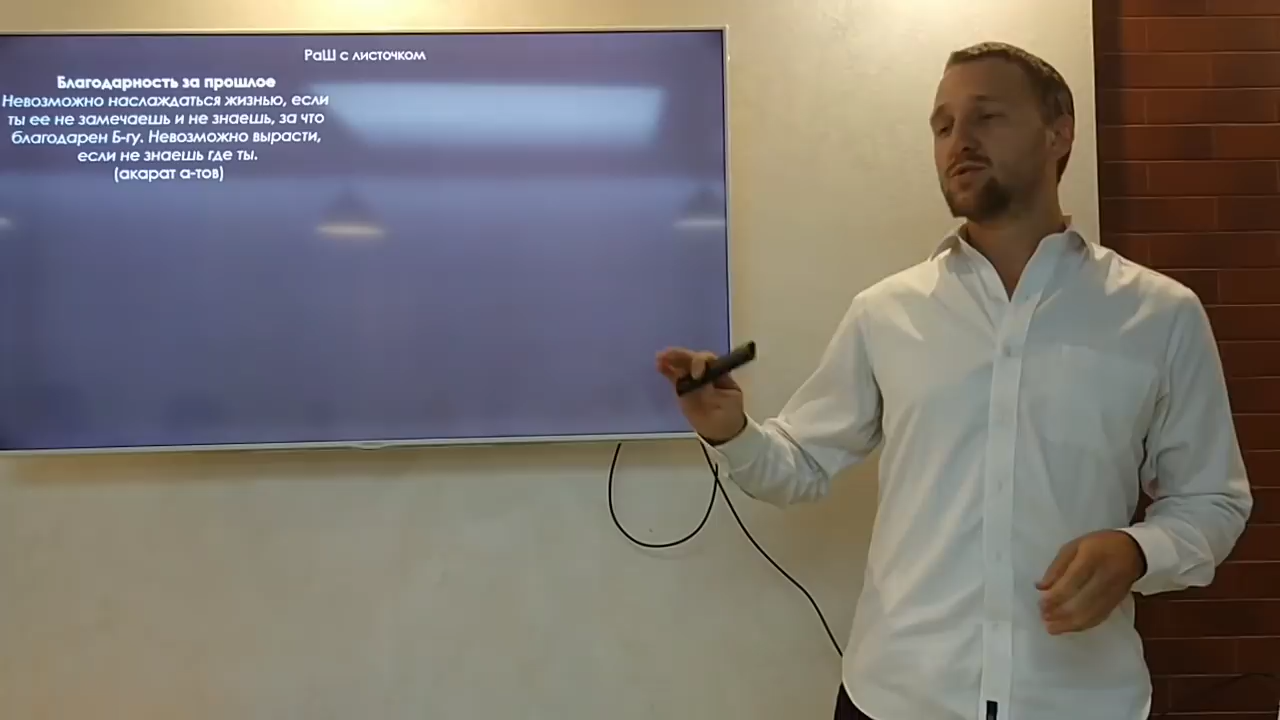 РаШ с листочком
Благодарность за прошлое
Невозможно наслаждаться жизнью, если
ты ее не замечаешь и не знаешь, за что
благодарен Б-гу. Невозможно вырасти,
если не знаешь где ты.
(акарат а-тов)